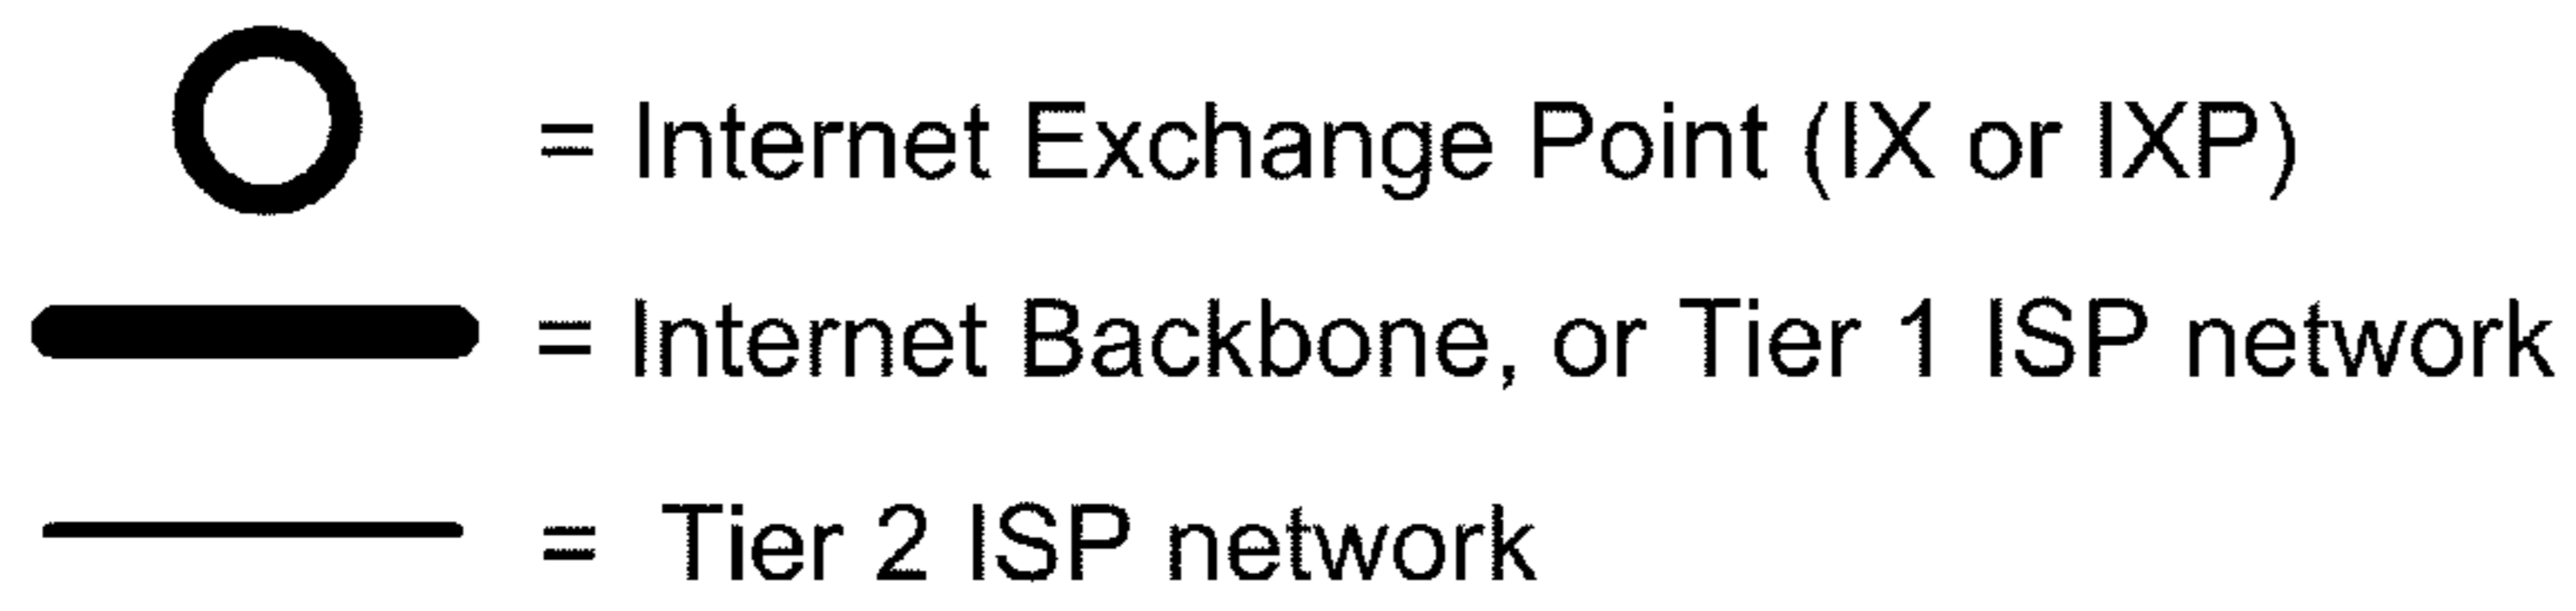 = Internet Exchange Point (IX or IXP)
= Internet Backbone, or Tier 1 ISP network
= Tier 2 ISP network